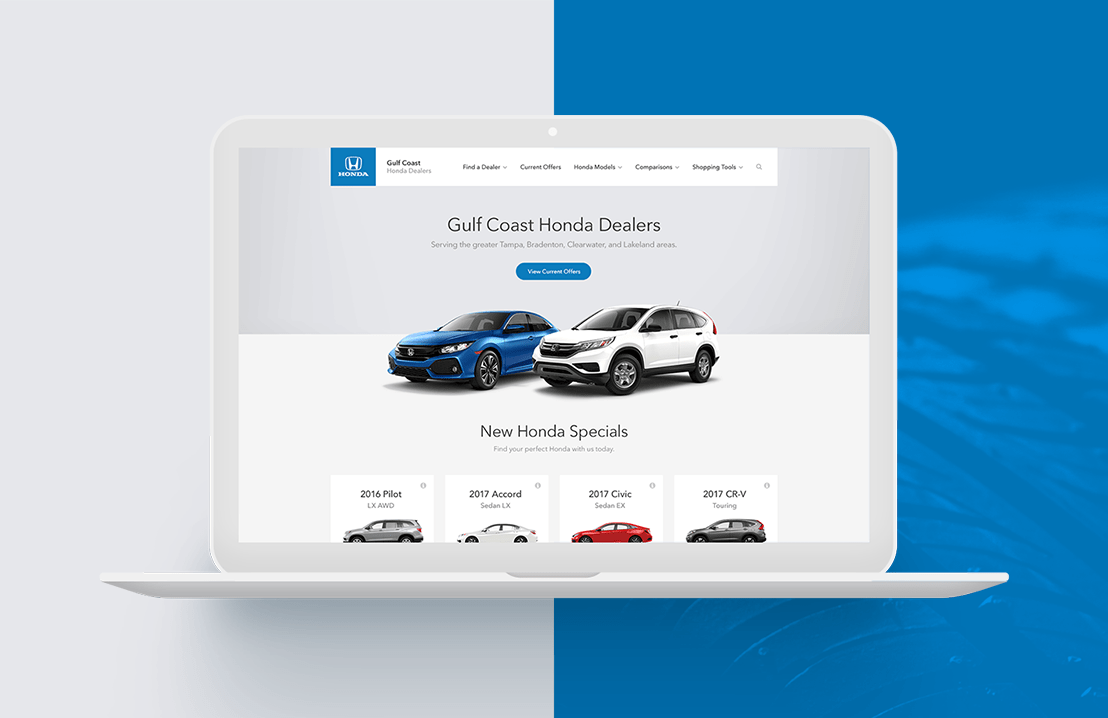 HONDA
Gulf Coast
Honda Dealers
Find a Dealer
Current Offers
Honda Models
Comparisons
Shopping Tools
Gulf Coast Honda Dealers
Serving the greater Tampa, Bradenton, Clearwater, and Lakeland areas.
View Current Offers
New Honda Specials
Find your perfect Honda with us today.
2016 Pilot
LX AWD
2017 Accord
Sedan LX
2017 Civic
Sedan EX
2017 CR-V
Touring